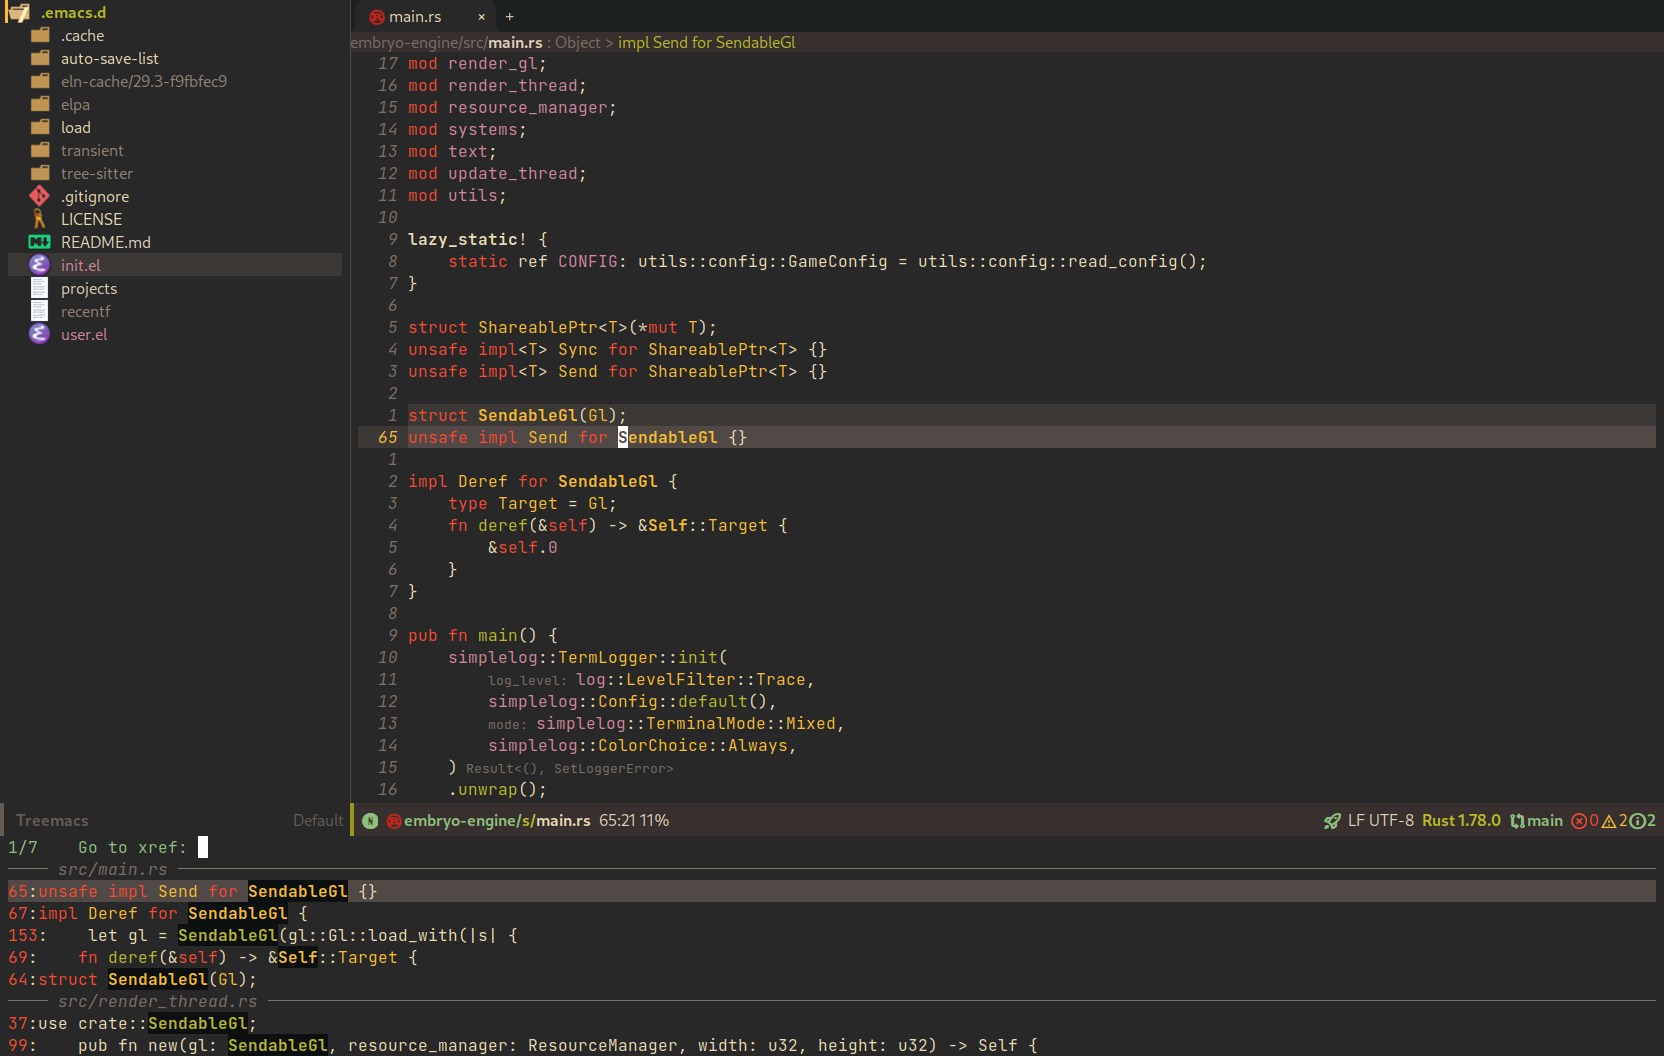 .emacs.d
.cache
auto-save-list
eln-cache/29.3-f9fbfec9
elpa
load
transient
tree-sitter
.gitignore
LICENSE
README.md
init.el
projects
recentf
user.el
Treemacs Default
main.rs × +
embryo-engine/src/main.rs : Object > impl Send for SendableGl
17 mod render_gl;
16 mod render_thread;
15 mod resource_manager;
14 mod systems;
13 mod text;
12 mod update_thread;
11 mod utils;
10
9 lazy_static! {
8     static ref CONFIG: utils::config::GameConfig = utils::config::read_config();
7 }
6
5 struct ShareablePtr<T>(*mut T);
4 unsafe impl<T> Sync for ShareablePtr<T> {}
3 unsafe impl<T> Send for ShareablePtr<T> {}
2
1 struct SendableGl(Gl);
65 unsafe impl Send for SendableGl {}
1
2 impl Deref for SendableGl {
3     type Target = Gl;
4     fn deref(&self) -> &Self::Target {
5         &self.0
6     }
7 }
8
9 pub fn main() {
10     simplelog::TermLogger::init(
11         log_level: log::LevelFilter::Trace,
12         simplelog::Config::default(),
13         mode: simplelog::TerminalMode::Mixed,
14         simplelog::ColorChoice::Always,
15     ) Result<(), SetLoggerError>
16     .unwrap();
N embryo-engine/s/main.rs 65:21 11% LF UTF-8 Rust 1.78.0 main 0 2 2
1/7    Go to xref:
src/main.rs
65:unsafe impl Send for SendableGl {}
67:impl Deref for SendableGl {
153:    let gl = SendableGl(gl::Gl::load_with(|s| {
69:    fn deref(&self) -> &Self::Target {
64:struct SendableGl(Gl);
src/render_thread.rs
37:use crate::SendableGl;
99:    pub fn new(gl: SendableGl, resource_manager: ResourceManager, width: u32, height: u32) -> Self {